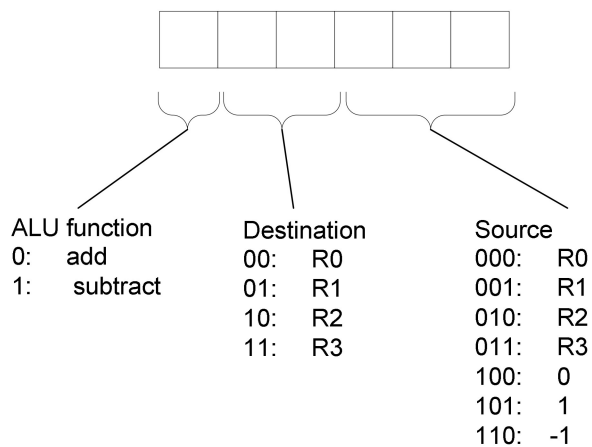 ALU function
0: add
1: subtract
Destination
00: R0
01: R1
10: R2
11: R3
Source
000: R0
001: R1
010: R2
011: R3
100: 0
101: 1
110: -1